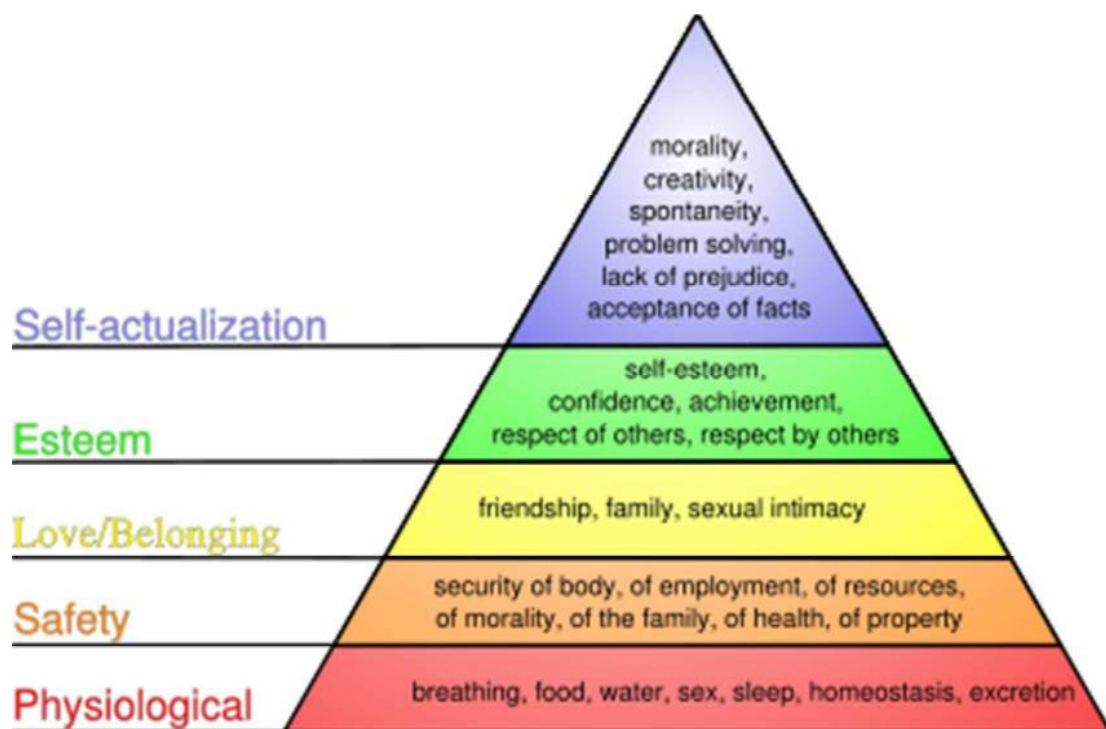 morality,
creativity,
spontaneity,
problem solving,
lack of prejudice,
acceptance of facts
Self-actualization
self-esteem,
confidence, achievement,
respect of others, respect by others
Esteem
friendship, family, sexual intimacy
Love/Belonging
security of body, of employment, of resources,
of morality, of the family, of health, of property
Safety
breathing, food, water, sex, sleep, homeostasis, excretion
Physiological